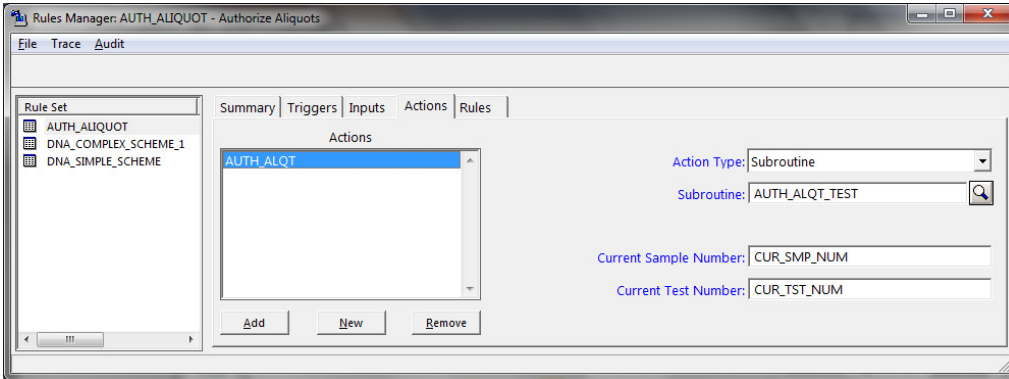 Rules Manager: AUTH_ALIQUOT - Authorize Aliquots
File Trace Audit
Rule Set
AUTH_ALIQUOT
DNA_COMPLEX_SCHEME_1
DNA_SIMPLE_SCHEME
Summary Triggers Inputs Actions Rules
Actions
AUTH_ALQT
Add New Remove
Action Type: Subroutine
Subroutine: AUTH_ALQT_TEST
Current Sample Number: CUR_SMP_NUM
Current Test Number: CUR_TST_NUM